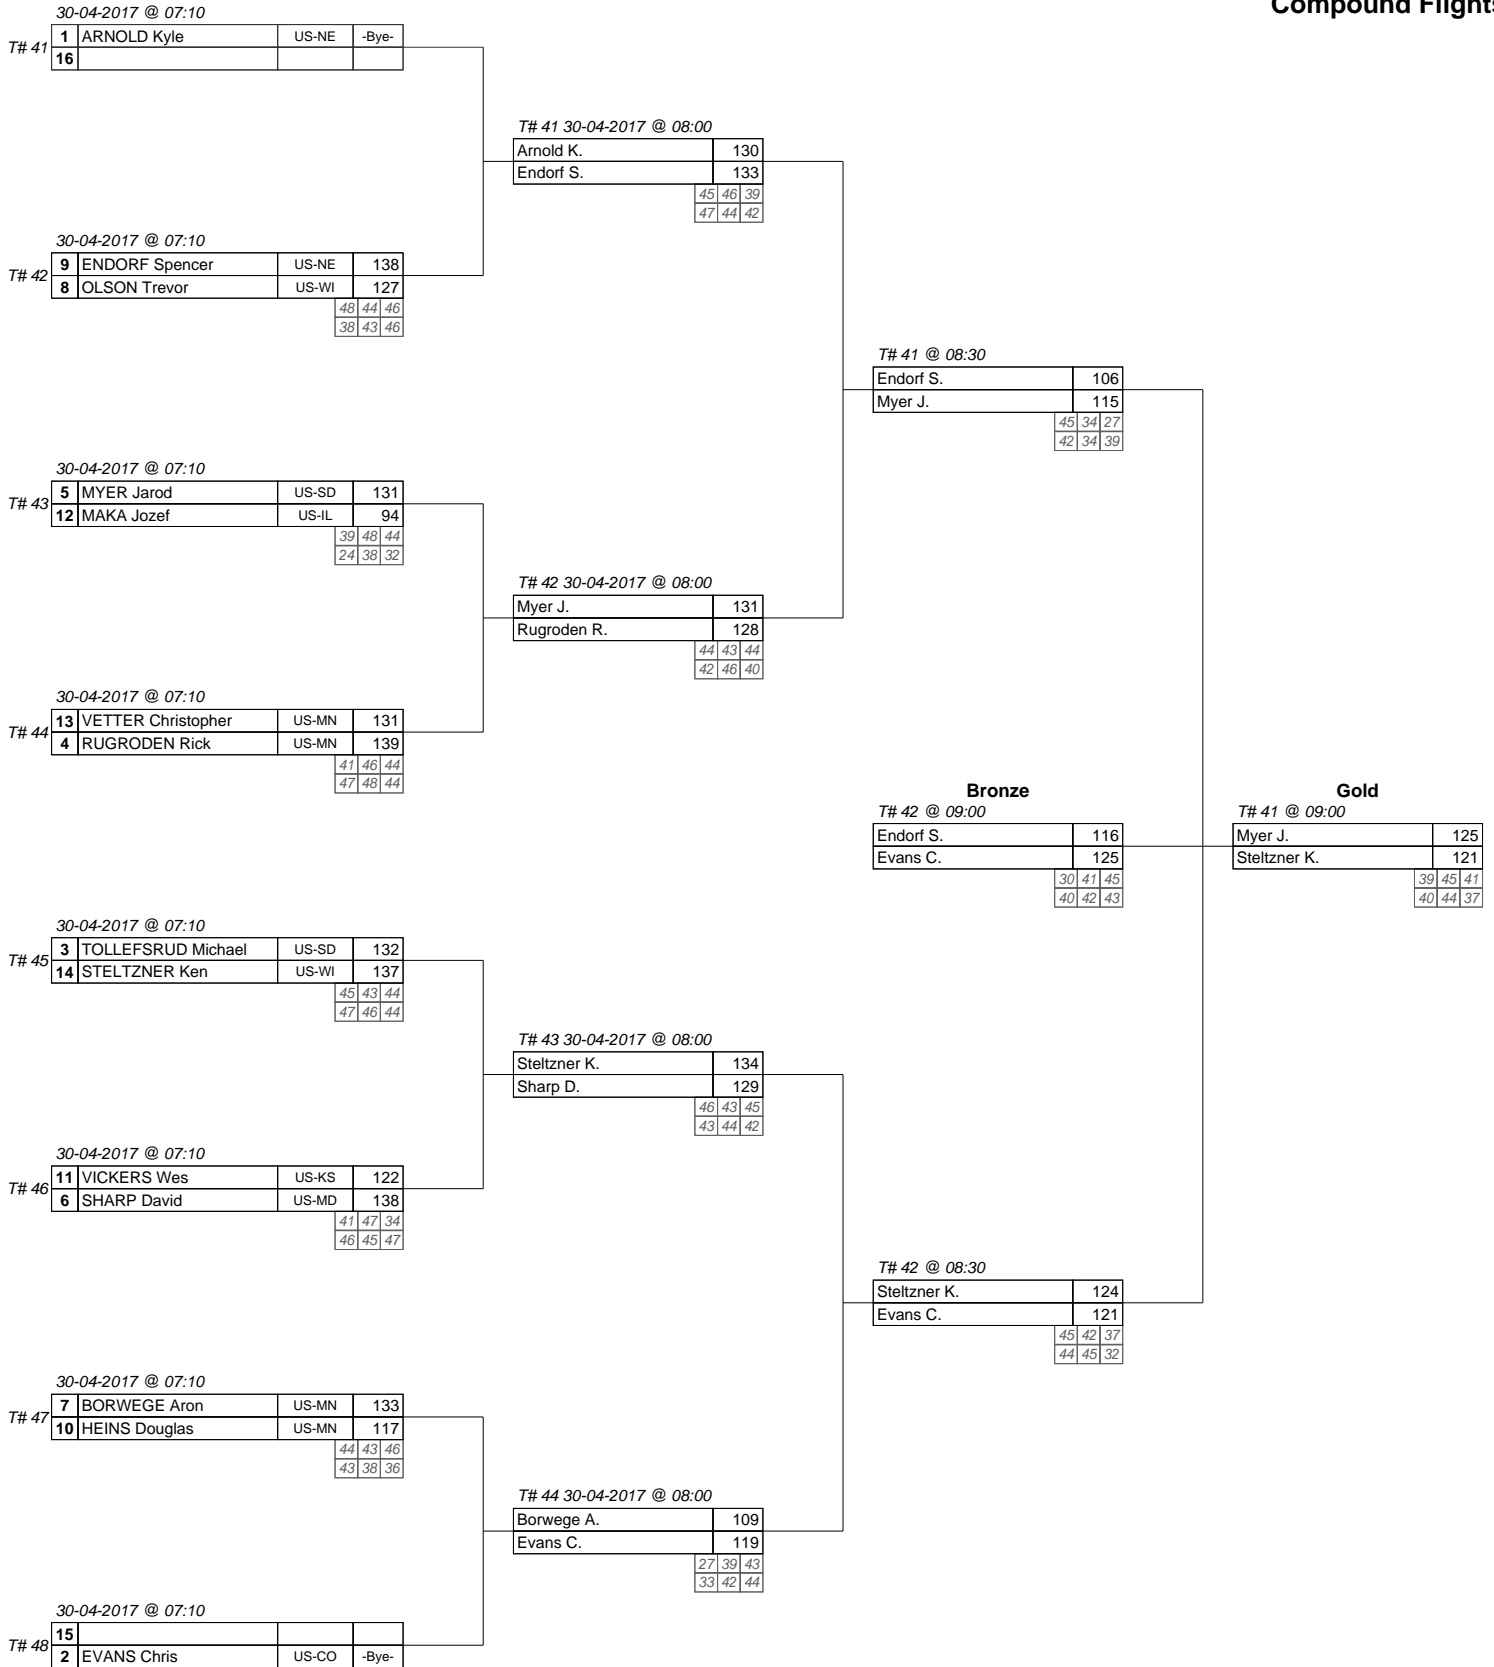 Compound Flights
30-04-2017 @ 07:10
T# 41
1 ARNOLD Kyle US-NE -Bye-
16
T# 41 30-04-2017 @ 08:00
Arnold K. 130
Endorf S. 133
45 46 39
47 44 42
30-04-2017 @ 07:10
T# 42
9 ENDORF Spencer US-NE 138
8 OLSON Trevor US-WI 127
48 44 46
38 43 46
T# 41 @ 08:30
Endorf S. 106
Myer J. 115
45 34 27
42 34 39
30-04-2017 @ 07:10
T# 43
5 MYER Jarod US-SD 131
12 MAKA Jozef US-IL 94
39 48 44
24 38 32
T# 42 30-04-2017 @ 08:00
Myer J. 131
Rugroden R. 128
44 43 44
42 46 40
30-04-2017 @ 07:10
T# 44
13 VETTER Christopher US-MN 131
4 RUGRODEN Rick US-MN 139
41 46 44
47 48 44
Bronze
T# 42 @ 09:00
Endorf S. 116
Evans C. 125
30 41 45
40 42 43
Gold
T# 41 @ 09:00
Myer J. 125
Steltzner K. 121
39 45 41
40 44 37
30-04-2017 @ 07:10
T# 45
3 TOLLEFSRUD Michael US-SD 132
14 STELTZNER Ken US-WI 137
45 43 44
47 46 44
T# 43 30-04-2017 @ 08:00
Steltzner K. 134
Sharp D. 129
46 43 45
43 44 42
30-04-2017 @ 07:10
T# 46
11 VICKERS Wes US-KS 122
6 SHARP David US-MD 138
41 47 34
46 45 47
T# 42 @ 08:30
Steltzner K. 124
Evans C. 121
45 42 37
44 45 32
30-04-2017 @ 07:10
T# 47
7 BORWEGE Aron US-MN 133
10 HEINS Douglas US-MN 117
44 43 46
43 38 36
T# 44 30-04-2017 @ 08:00
Borwege A. 109
Evans C. 119
27 39 43
33 42 44
30-04-2017 @ 07:10
T# 48
15
2 EVANS Chris US-CO -Bye-